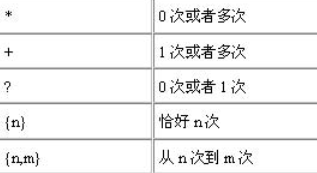 * 0次或者多次
+ 1次或者多次
? 0次或者1次
{n} 恰好n次
{n,m} 从n次到m次